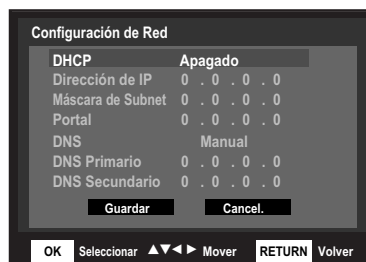 Configuración de Red
DHCP Apagado
Dirección de IP 0 . 0 . 0 . 0
Máscara de Subnet 0 . 0 . 0 . 0
Portal 0 . 0 . 0 . 0
DNS Manual
DNS Primario 0 . 0 . 0 . 0
DNS Secundario 0 . 0 . 0 . 0
Guardar Cancel.
OK Seleccionar ▲▼◄► Mover RETURN Volver